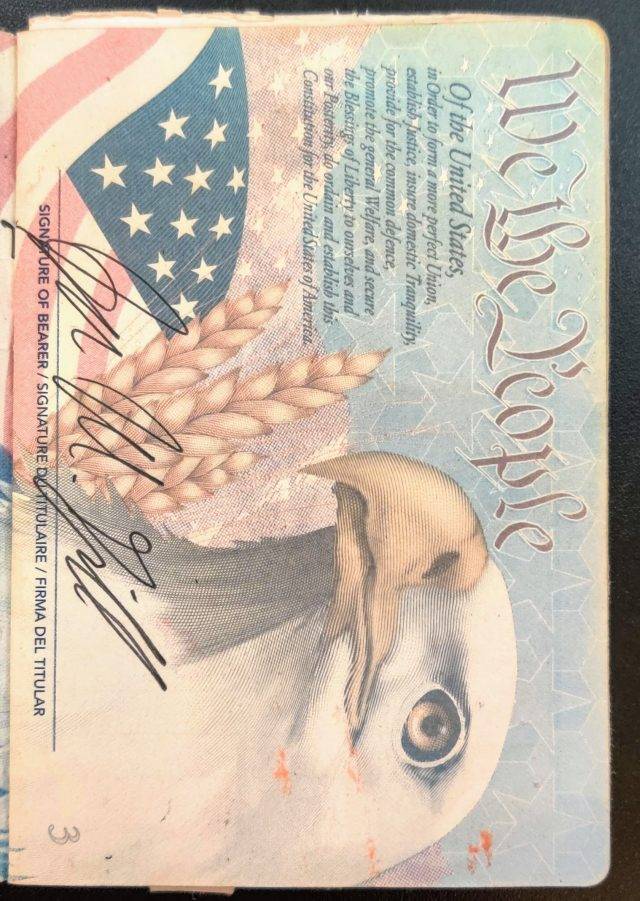 We the People
Of the United States,
in Order to form a more perfect Union,
establish Justice, insure domestic Tranquility,
provide for the common defence,
promote the general Welfare, and secure
the Blessings of Liberty to ourselves and
our Posterity, do ordain and establish this
Constitution for the United States of America.
SIGNATURE OF BEARER / SIGNATURE DU TITULAIRE / FIRMA DEL TITULAR
3